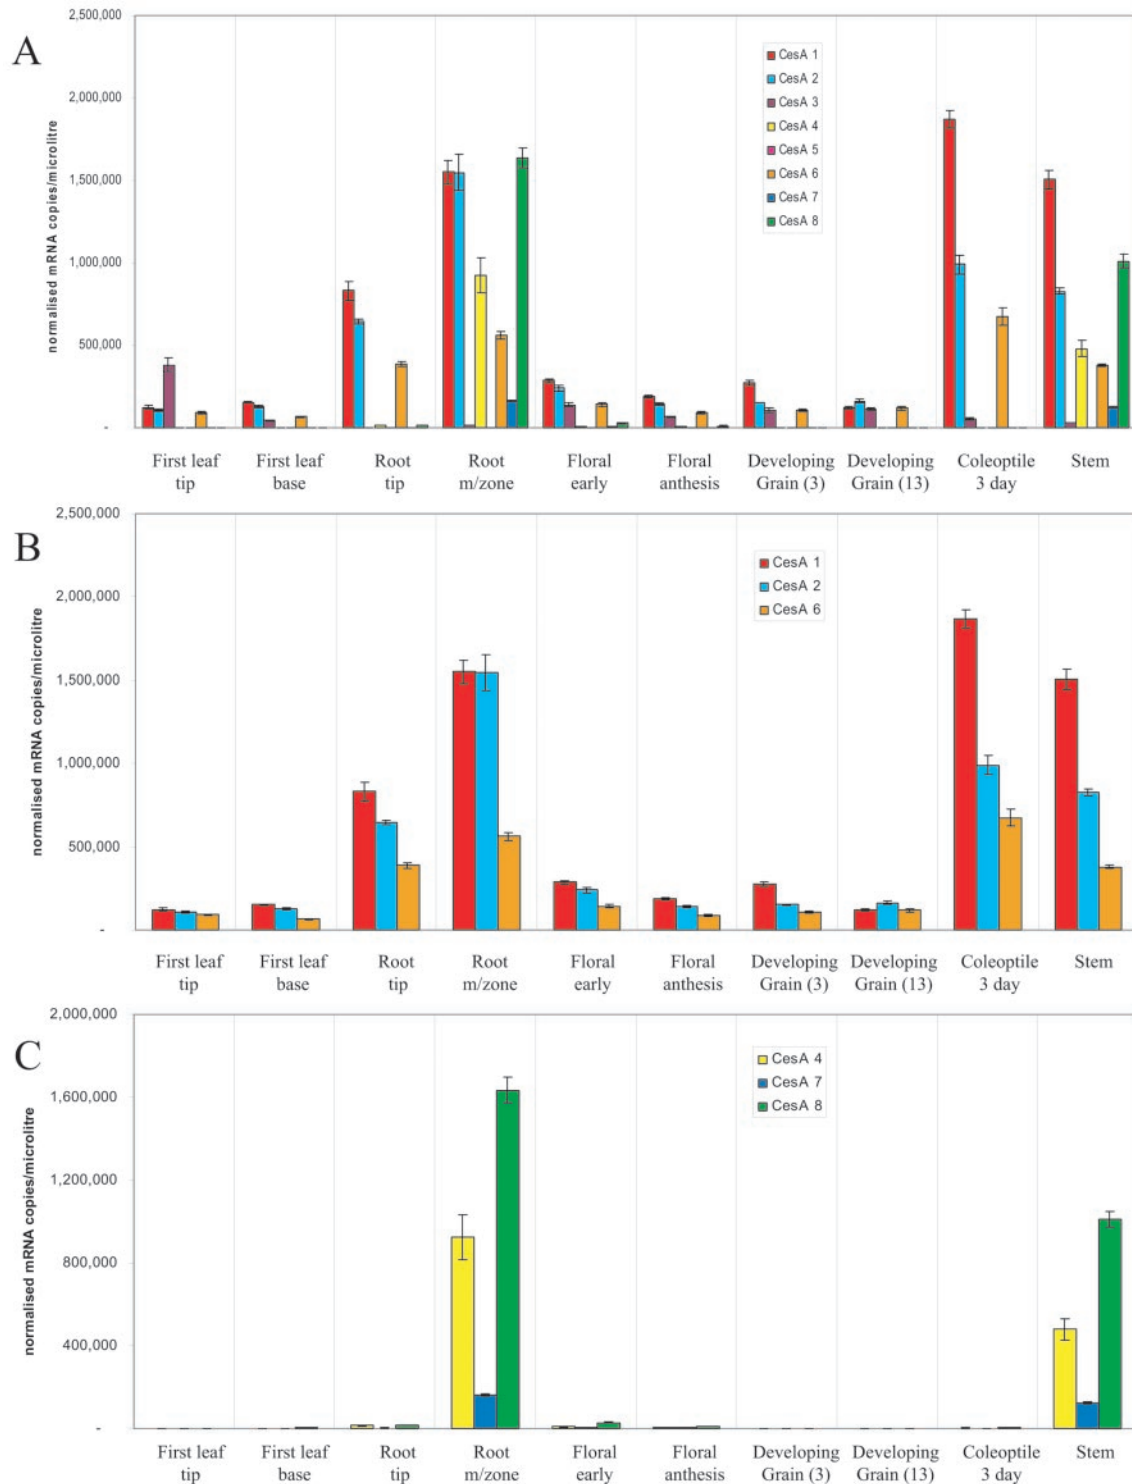 A
normalised mRNA copies/microlitre
2,500,000
2,000,000
1,500,000
1,000,000
500,000
-
CesA 1
CesA 2
CesA 3
CesA 4
CesA 5
CesA 6
CesA 7
CesA 8
First leaf tip
First leaf base
Root tip
Root m/zone
Floral early
Floral anthesis
Developing Grain (3)
Developing Grain (13)
Coleoptile 3 day
Stem
B
normalised mRNA copies/microlitre
2,500,000
2,000,000
1,500,000
1,000,000
500,000
-
CesA 1
CesA 2
CesA 6
First leaf tip
First leaf base
Root tip
Root m/zone
Floral early
Floral anthesis
Developing Grain (3)
Developing Grain (13)
Coleoptile 3 day
Stem
C
normalised mRNA copies/microlitre
2,000,000
1,600,000
1,200,000
800,000
400,000
-
CesA 4
CesA 7
CesA 8
First leaf tip
First leaf base
Root tip
Root m/zone
Floral early
Floral anthesis
Developing Grain (3)
Developing Grain (13)
Coleoptile 3 day
Stem